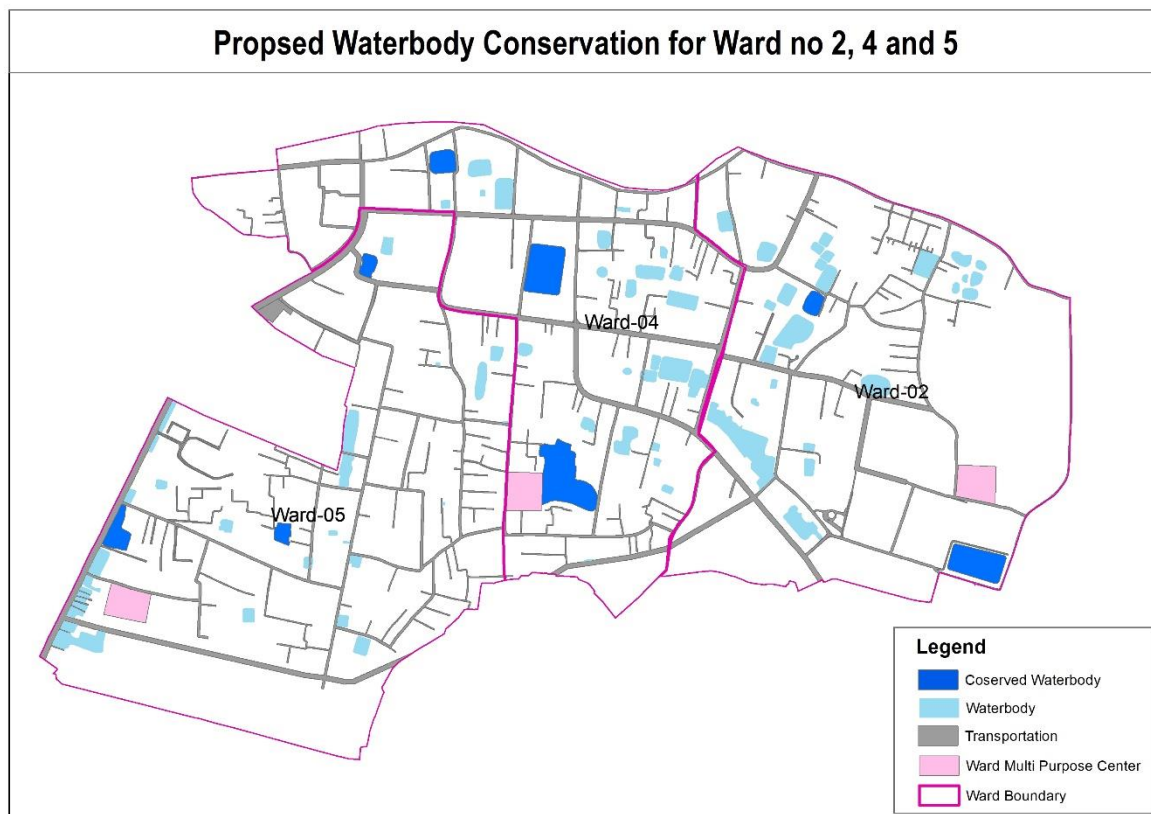 Propsed Waterbody Conservation for Ward no 2, 4 and 5
Ward-04
Ward-02
Ward-05
Legend
Coserved Waterbody
Waterbody
Transportation
Ward Multi Purpose Center
Ward Boundary